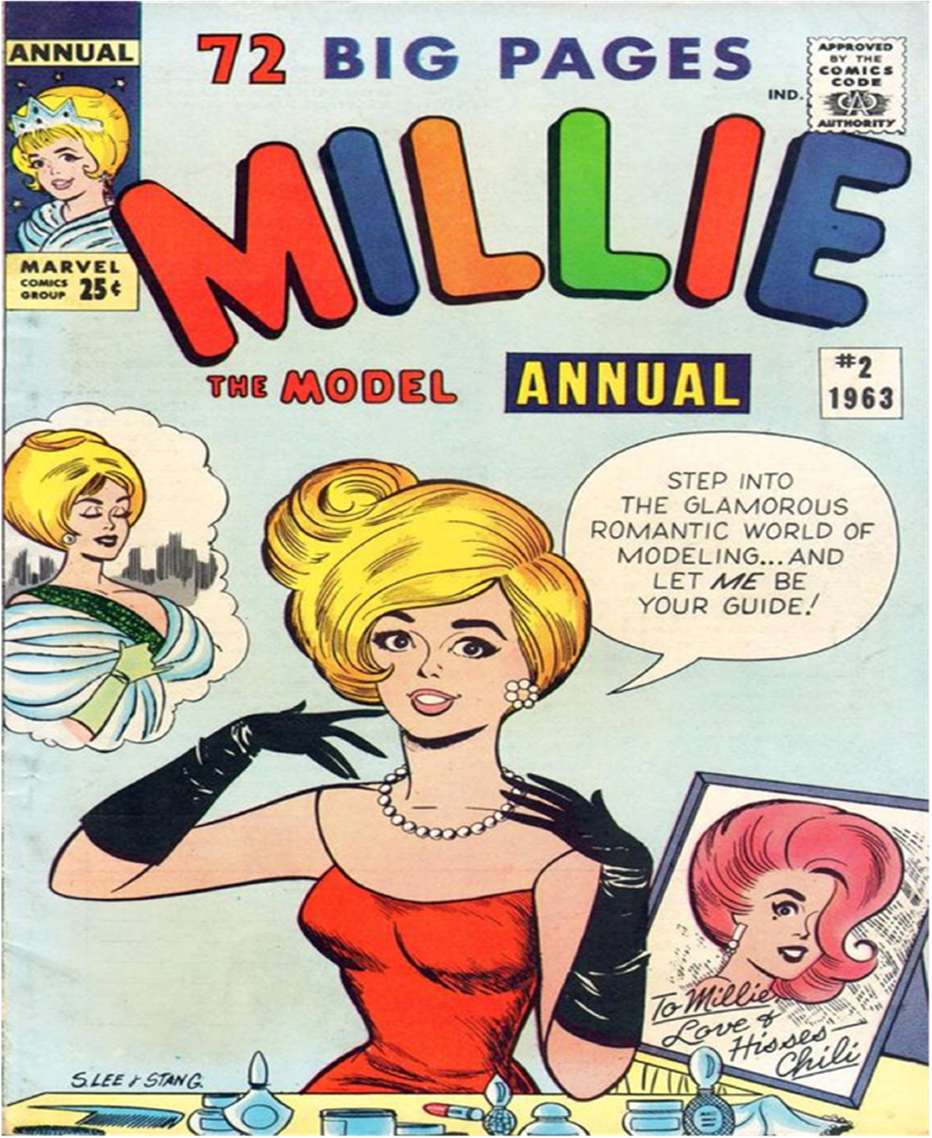 ANNUAL
72 BIG PAGES
APPROVED
BY THE
COMICS
CODE
CA
AUTHORITY
IND.
MILLIE
MARVEL
COMICS
GROUP 25¢
THE MODEL ANNUAL
#2
1963
STEP INTO
THE GLAMOROUS
ROMANTIC WORLD OF
MODELING...AND
LET ME BE
YOUR GUIDE!
To Millie
Love &
Hisses—
Chili
S. LEE & STAN G.